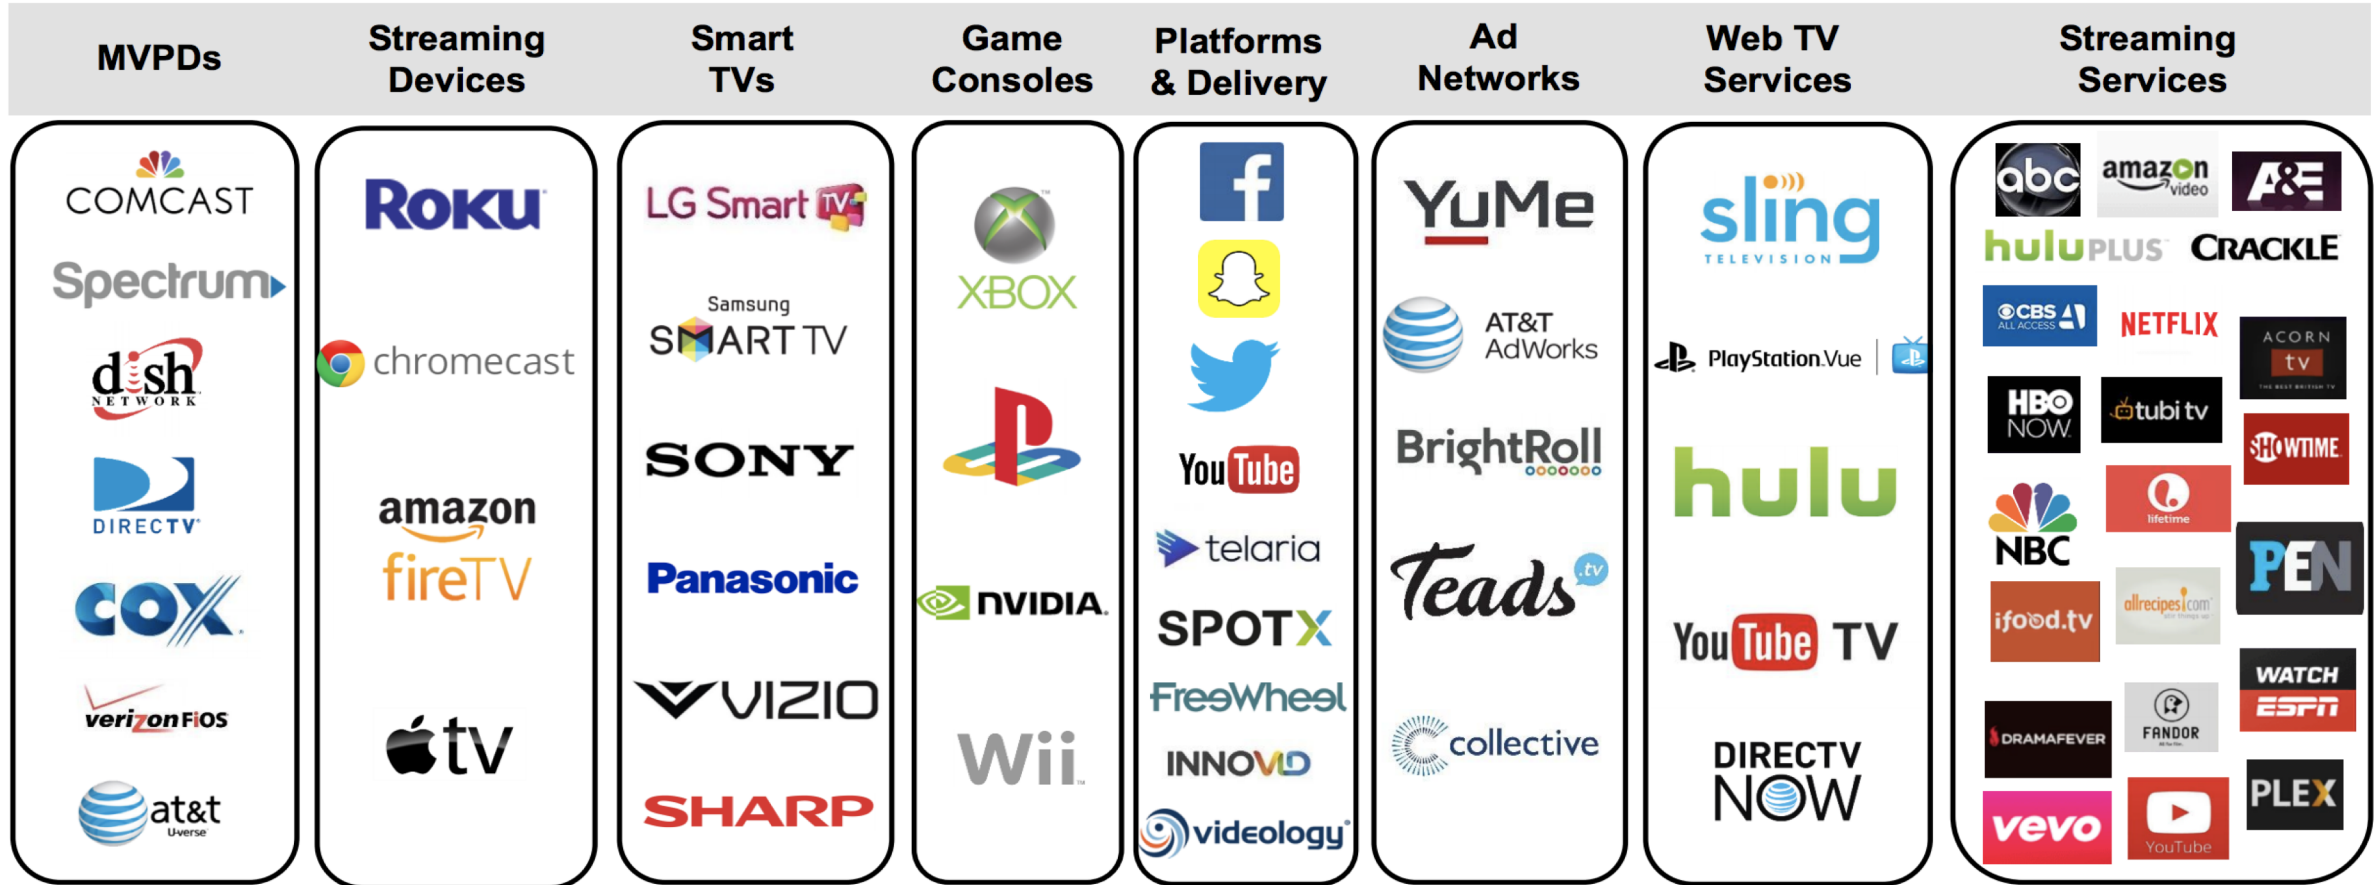 MVPDs
Streaming
Devices
Smart
TVs
Game
Consoles
Platforms
& Delivery
Ad
Networks
Web TV
Services
Streaming
Services
COMCAST
Spectrum
dish
NETWORK
DIRECTV
COX
verizon FiOS
at&t
U-verse
Roku
chromecast
amazon
fireTV
tv
LG Smart TV
Samsung
SMART TV
SONY
Panasonic
VIZIO
SHARP
XBOX
NVIDIA
Wii
f
YouTube
telaria
SPOTX
FreeWheel
INNOVID
videology
YuMe
AT&T
AdWorks
BrightRoll
Teads
.tv
collective
sling
TELEVISION
PlayStation Vue
hulu
YouTube TV
DIRECTV
NOW
abc
amazon
video
A&E
huluPLUS
CRACKLE
CBS
ALL ACCESS
NETFLIX
ACORN
tv
THE BEST BRITISH TV
HBO
NOW
tubi tv
SHOWTIME
NBC
lifetime
PEN
ifood.tv
allrecipes.com
WATCH
ESPN
DRAMAFEVER
FANDOR
PLEX
vevo
YouTube